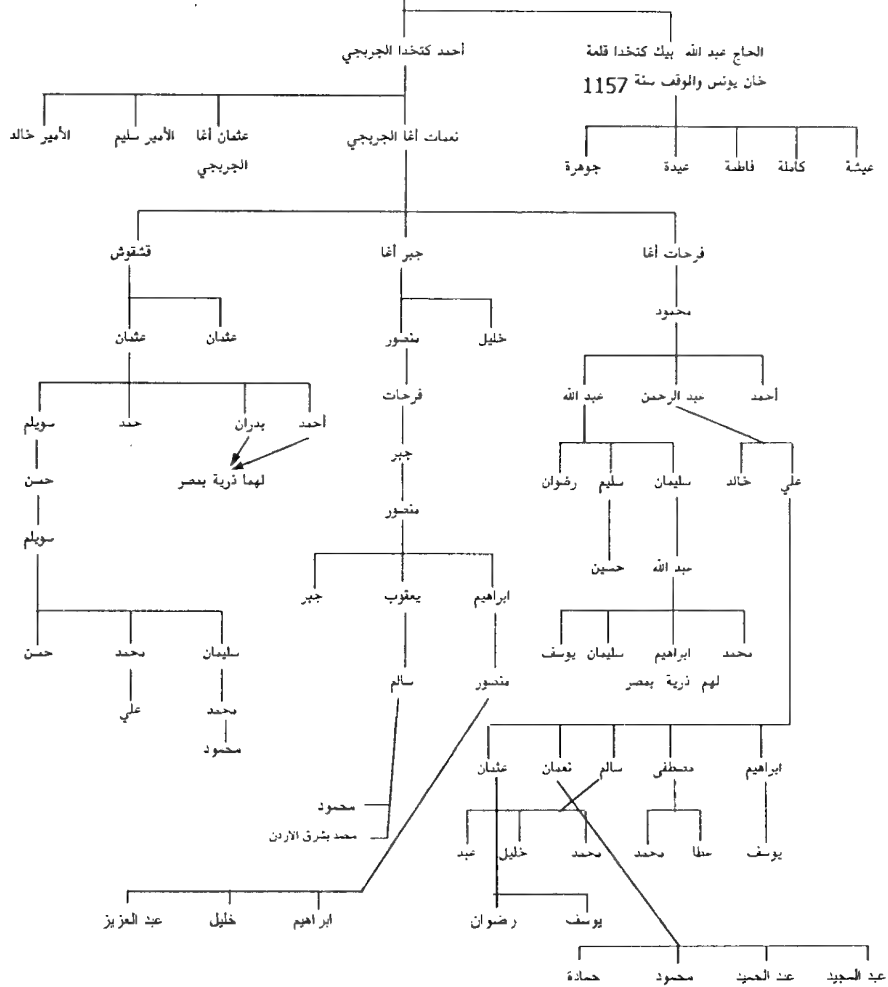 الحاج عبد الله بيك كتخدا قلعة
خان يونس والموقف سنة 1157
أحمد كتخدا الجربجي
عيشة كاملة فاطمة عيدة جوهرة
نعمات أغا الجربجي
عثمان أغا
الجربجي
الأمير سليم
الأمير خالد
فرحات أغا جبر أغا قشقوش
محمود
خليل منصور عثمان عثمان
أحمد عبد الرحمن عبد الله
فرحات
أحمد بدران حمد سويلم
لهما ذرية بمصر
جبر
علي خالد سليمان سليم رضوان
حسن
منصور
سويلم
عبد الله حسين
ابراهيم يعقوب جبر
محمد ابراهيم سليمان يوسف
لهم ذرية بمصر
سليمان محمد حسن
منصور سالم
محمد علي
محمود
ابراهيم مصطفى سالم نعمان عثمان
محمود
محمد بشرق الاردن
يوسف عطا محمد محمد خليل عبد
يوسف رضوان
ابراهيم خليل عبد العزيز
عبد المجيد عبد الحميد محمود حمادة